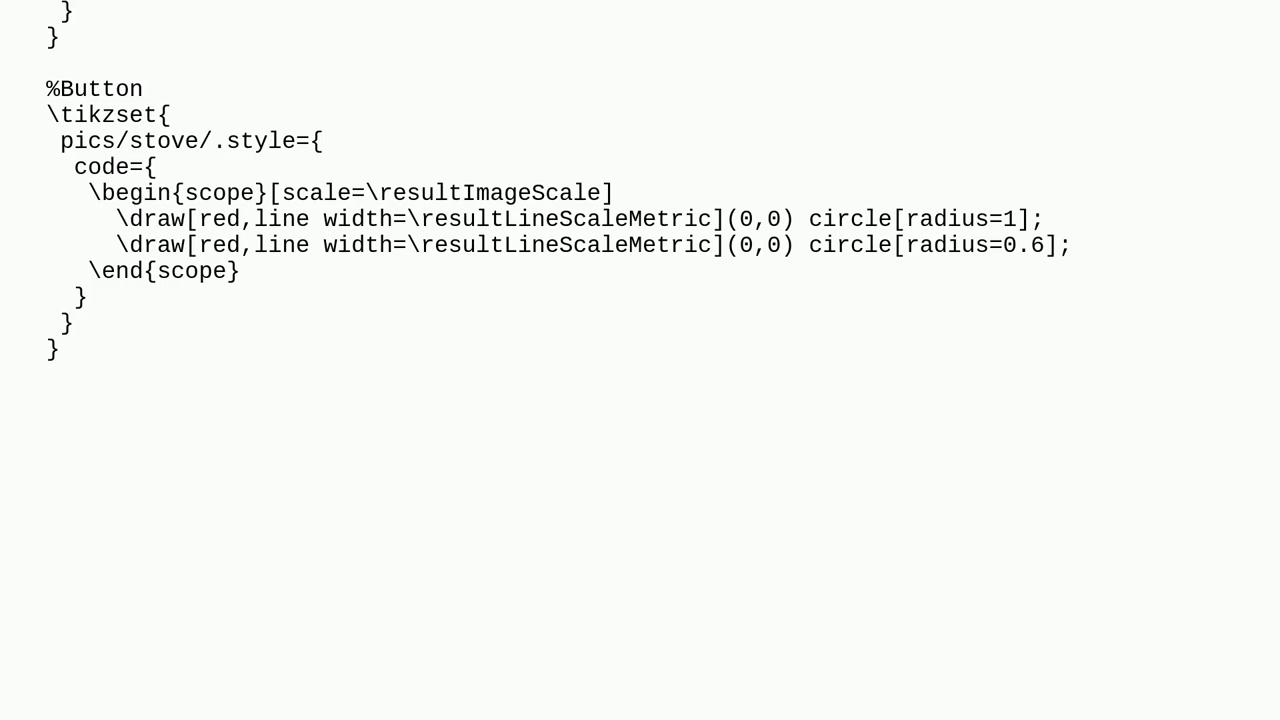 }
}
%Button
\tikzset{
 pics/stove/.style={
  code={
   \begin{scope}[scale=\resultImageScale]
     \draw[red,line width=\resultLineScaleMetric](0,0) circle[radius=1];
     \draw[red,line width=\resultLineScaleMetric](0,0) circle[radius=0.6];
   \end{scope}
  }
 }
}